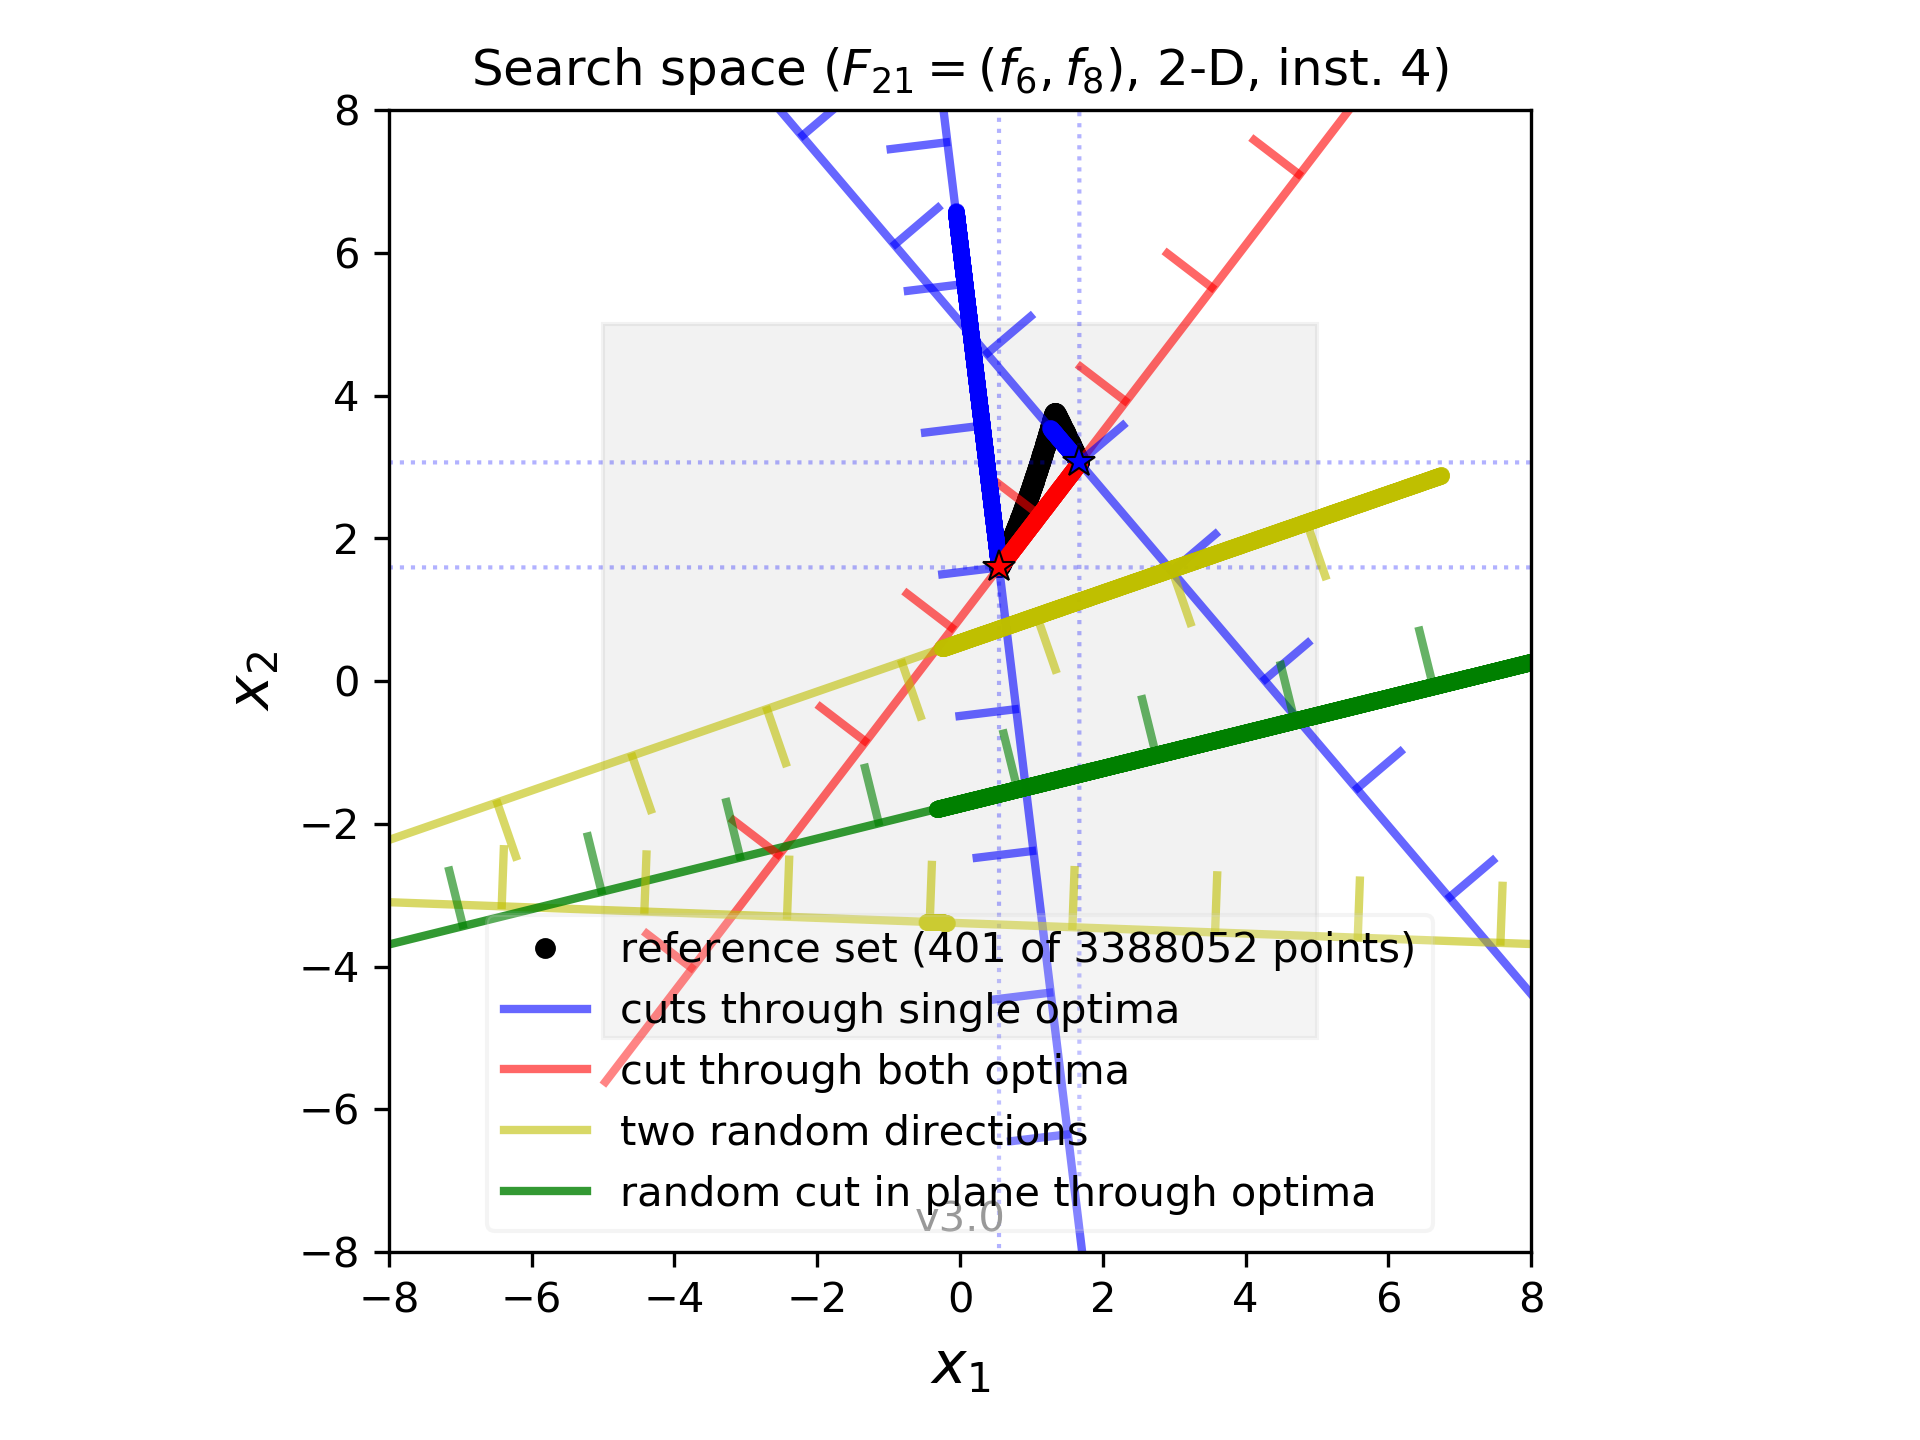 Search space (F21 = (f6, f8), 2-D, inst. 4)
8
6
4
2
0
−2
−4
−6
−8
x2
reference set (401 of 3388052 points)
cuts through single optima
cut through both optima
two random directions
random cut in plane through optima
v3.0
−8 −6 −4 −2 0 2 4 6 8
x1